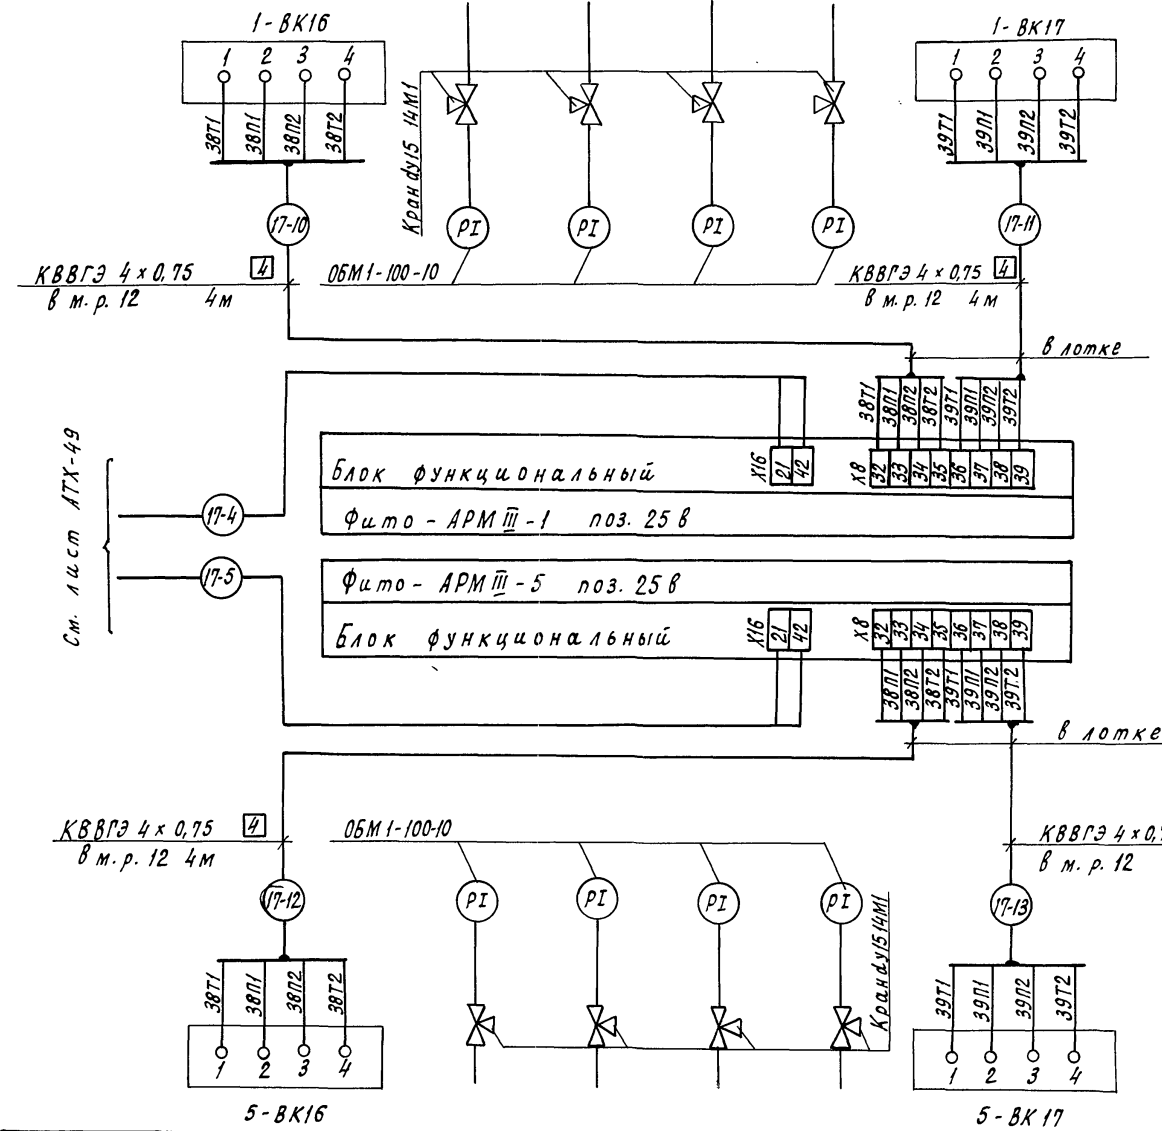 1-ВК16
1 2 3 4
38Т1 38П1 38П2 38Т2
17-10
КВВГЭ 4×0,75 4
в м.р. 12 4м
Кран dу15 14М1
PI PI PI PI
ОБМ1-100-10
1-ВК17
1 2 3 4
39Т1 39П1 39П2 39Т2
17-11
КВВГЭ 4×0,75 4
в м.р. 12 4м
в лотке
38Т1 38П1 38П2 38Т2 39Т1 39П1 39П2 39Т2
Блок функциональный Х16 21 42 Х8 32 33 34 35 36 37 38 39
Фито-АРМ III-1 поз. 25в
См. лист АТХ-49
17-4
17-5
Фито-АРМ III-5 поз. 25в
Блок функциональный Х16 21 42 Х8 32 33 34 35 36 37 38 39
38П1 38П2 38Т2 39Т1 39П1 39П2 39Т2
в лотке
КВВГЭ 4×0,75 4
в м.р. 12 4м
17-12
38Т1 38П1 38П2 38Т2
1 2 3 4
5-ВК16
ОБМ1-100-10
PI PI PI PI
Кран dу15 14М1
КВВГЭ 4×0,7
в м.р. 12
17-13
39Т1 39П1 39П2 39Т2
1 2 3 4
5-ВК17